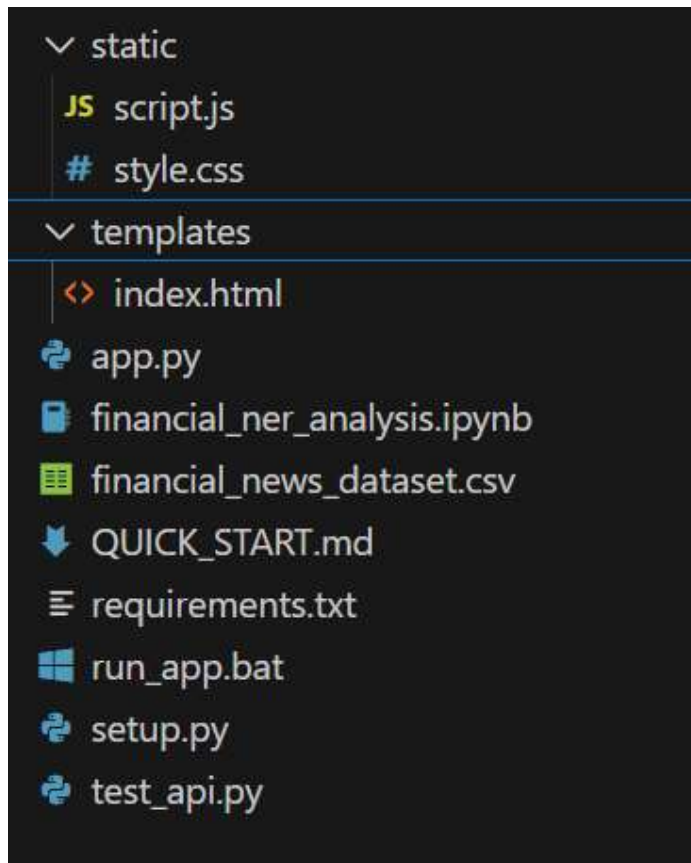 static
JS script.js
# style.css
templates
<> index.html
app.py
financial_ner_analysis.ipynb
financial_news_dataset.csv
QUICK_START.md
requirements.txt
run_app.bat
setup.py
test_api.py